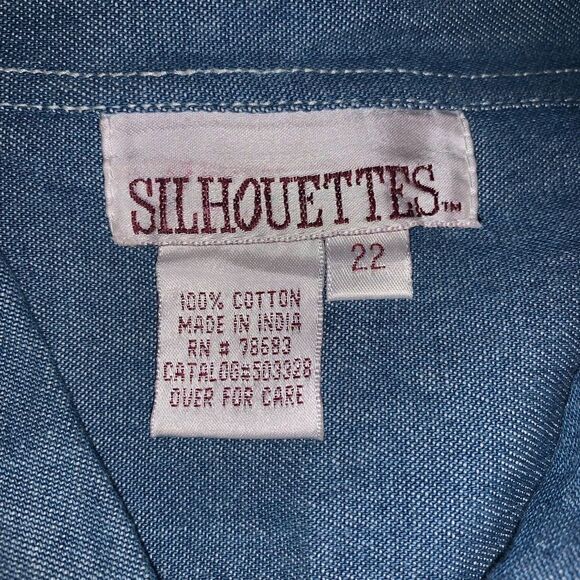 SILHOUETTES™
22
100% COTTON
MADE IN INDIA
RN # 78683
CATALOG#503328
OVER FOR CARE